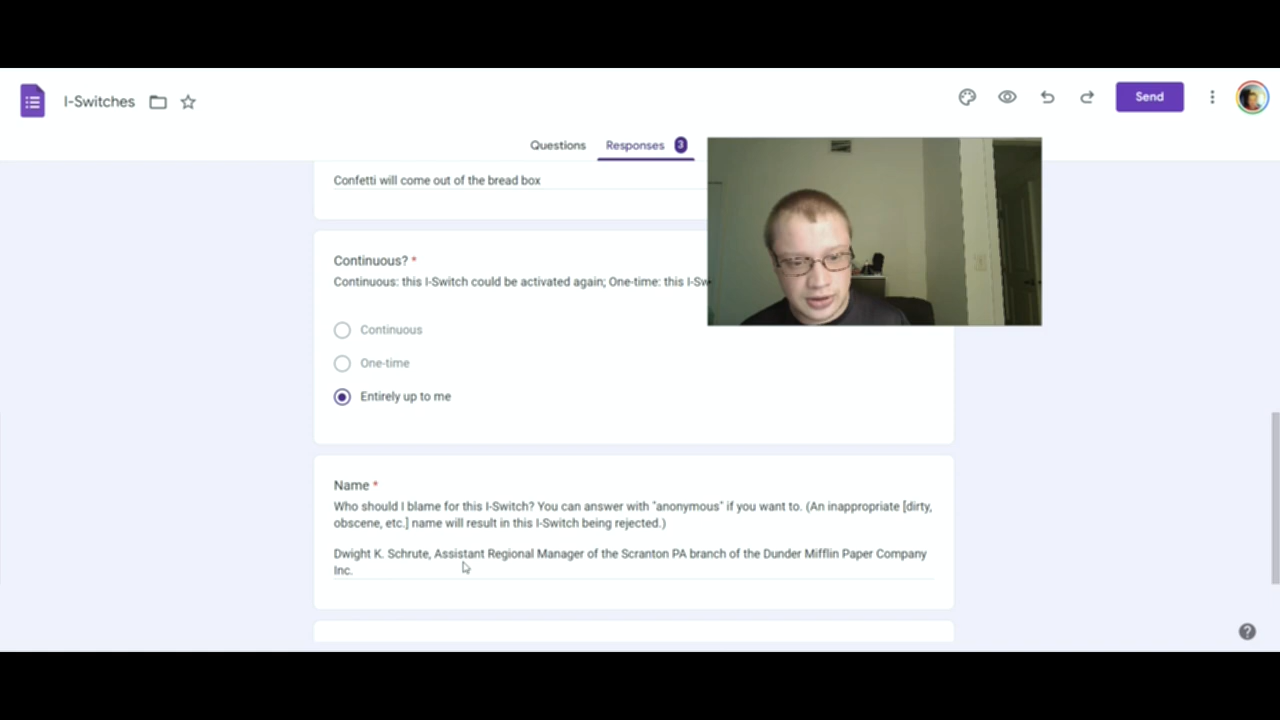 I-Switches
Send
Questions
Responses 3
Confetti will come out of the bread box
Continuous? *
Continuous: this I-Switch could be activated again; One-time: this I-Sw
Continuous
One-time
Entirely up to me
Name *
Who should I blame for this I-Switch? You can answer with "anonymous" if you want to. (An inappropriate [dirty,
obscene, etc.] name will result in this I-Switch being rejected.)
Dwight K. Schrute, Assistant Regional Manager of the Scranton PA branch of the Dunder Mifflin Paper Company
Inc.